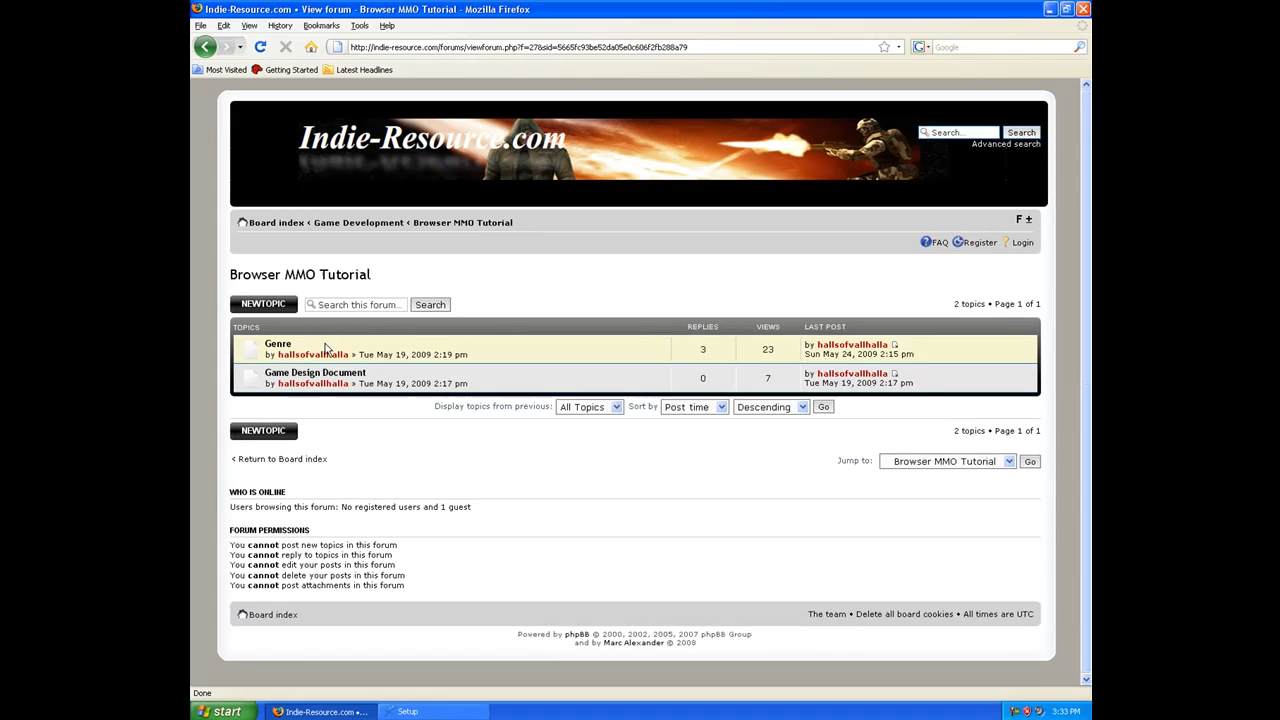 Indie-Resource.com • View forum - Browser MMO Tutorial - Mozilla Firefox
File Edit View History Bookmarks Tools Help
http://indie-resource.com/forums/viewforum.php?f=27&sid=5665fc93be52da05e0c606f2fb288a79
Google
Most Visited Getting Started Latest Headlines
Indie-Resource.com
Search... Search
Advanced search
Board index ‹ Game Development ‹ Browser MMO Tutorial
F ±
FAQ Register Login
Browser MMO Tutorial
NEWTOPIC Search this forum... Search 2 topics • Page 1 of 1
TOPICS REPLIES VIEWS LAST POST
Genre
by hallsofvallhalla » Tue May 19, 2009 2:19 pm
3 23
by hallsofvallhalla
Sun May 24, 2009 2:15 pm
Game Design Document
by hallsofvallhalla » Tue May 19, 2009 2:17 pm
0 7
by hallsofvallhalla
Tue May 19, 2009 2:17 pm
Display topics from previous: All Topics Sort by Post time Descending Go
NEWTOPIC 2 topics • Page 1 of 1
‹ Return to Board index Jump to: Browser MMO Tutorial Go
WHO IS ONLINE
Users browsing this forum: No registered users and 1 guest
FORUM PERMISSIONS
You cannot post new topics in this forum
You cannot reply to topics in this forum
You cannot edit your posts in this forum
You cannot delete your posts in this forum
You cannot post attachments in this forum
Board index The team • Delete all board cookies • All times are UTC
Powered by phpBB © 2000, 2002, 2005, 2007 phpBB Group
and by Marc Alexander © 2008
Done
start Indie-Resource.com •... Setup 3:33 PM